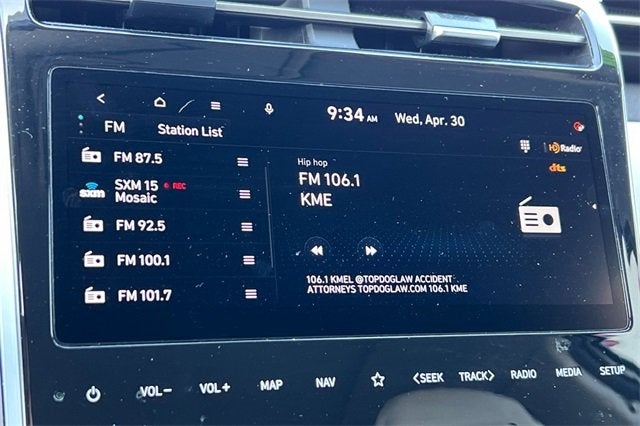 9:34 AM Wed, Apr. 30
FM Station List
HD Radio
dts
FM 87.5
SXM SXM 15 REC
Mosaic
FM 92.5
FM 100.1
FM 101.7
Hip hop
FM 106.1
KME
106.1 KMEL @TOPDOGLAW ACCIDENT
ATTORNEYS TOPDOGLAW.COM 106.1 KME
VOL− VOL+ MAP NAV <SEEK TRACK> RADIO MEDIA SETUP